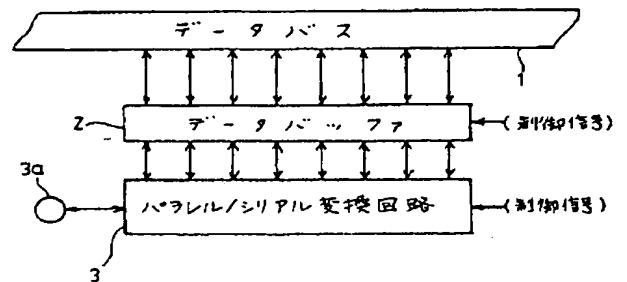 データバス
1
2
データバッファ
(制御信号)
3a
パラレル/シリアル変換回路
(制御信号)
3